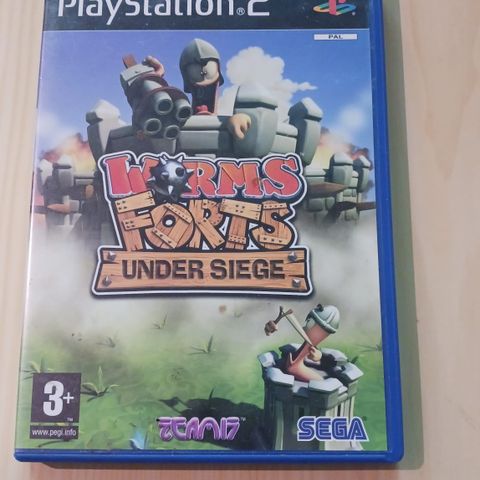 PlayStation®2
PAL
WORMS
FORTS
UNDER SIEGE
3+
www.pegi.info
TEAM17
SEGA